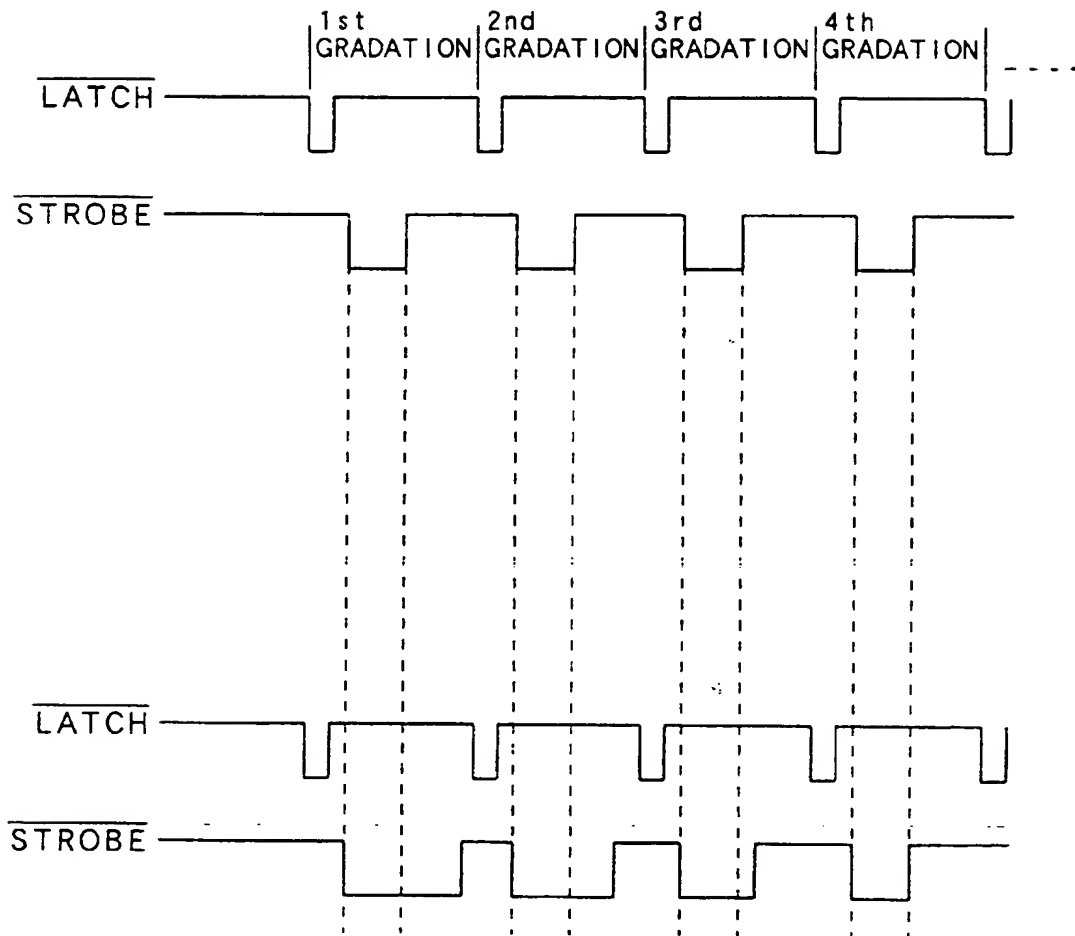 1st 2nd 3rd 4th
GRADATION GRADATION GRADATION GRADATION
LATCH
STROBE
LATCH
STROBE